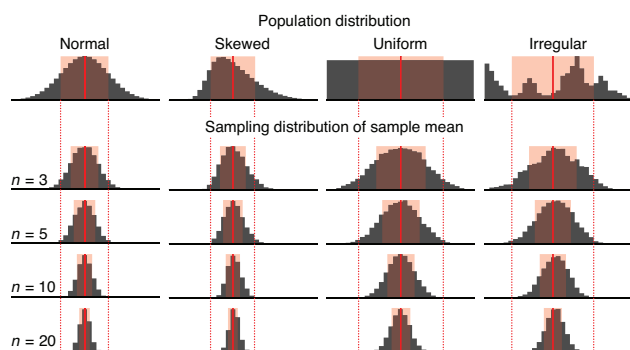 Population distribution
Normal Skewed Uniform Irregular
Sampling distribution of sample mean
n = 3
n = 5
n = 10
n = 20